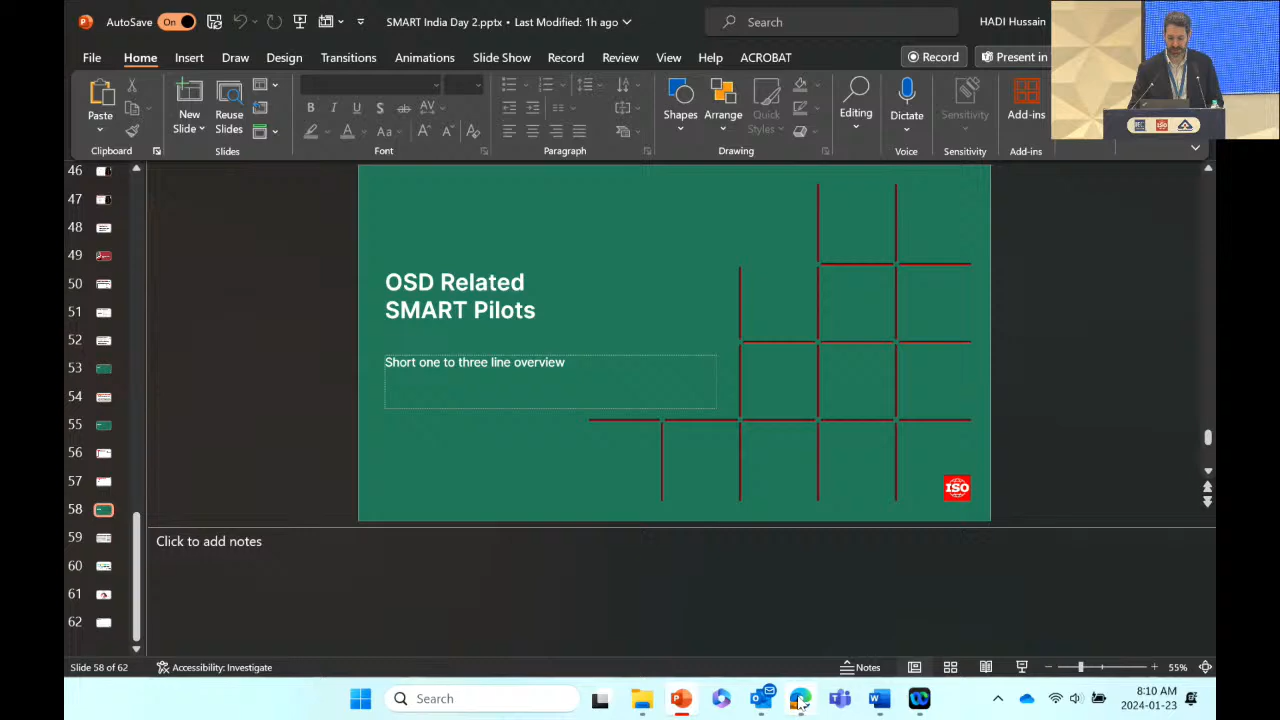 AutoSave On SMART India Day 2.pptx • Last Modified: 1h ago Search HADI Hussain
File Home Insert Draw Design Transitions Animations Slide Show Record Review View Help ACROBAT Record Present in
Paste New Slide Reuse Slides B I U S ab AV Aa A A Shapes Arrange Quick Styles Editing Dictate Sensitivity Add-ins
Clipboard Slides Font Paragraph Drawing Voice Sensitivity Add-ins
46
47
48
49
50
51
52
53
54
55
56
57
58
59
60
61
62
OSD Related
SMART Pilots
Short one to three line overview
ISO
Click to add notes
Slide 58 of 62 Accessibility: Investigate Notes 55%
Search 8:10 AM
2024-01-23